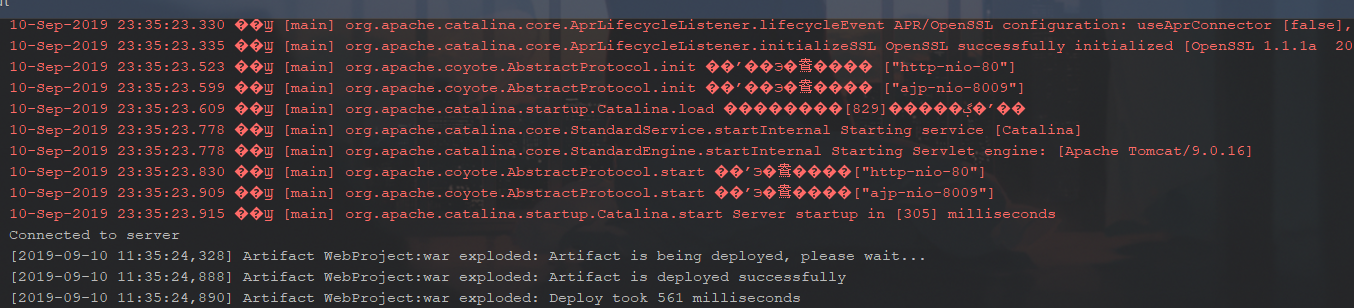 10-Sep-2019 23:35:23.330 ��Ϣ [main] org.apache.catalina.core.AprLifecycleListener.lifecycleEvent APR/OpenSSL configuration: useAprConnector [false],
10-Sep-2019 23:35:23.335 ��Ϣ [main] org.apache.catalina.core.AprLifecycleListener.initializeSSL OpenSSL successfully initialized [OpenSSL 1.1.1a 20
10-Sep-2019 23:35:23.523 ��Ϣ [main] org.apache.coyote.AbstractProtocol.init ["http-nio-80"]
10-Sep-2019 23:35:23.599 ��Ϣ [main] org.apache.coyote.AbstractProtocol.init ["ajp-nio-8009"]
10-Sep-2019 23:35:23.609 ��Ϣ [main] org.apache.catalina.startup.Catalina.load ��������[829]
10-Sep-2019 23:35:23.778 ��Ϣ [main] org.apache.catalina.core.StandardService.startInternal Starting service [Catalina]
10-Sep-2019 23:35:23.778 ��Ϣ [main] org.apache.catalina.core.StandardEngine.startInternal Starting Servlet engine: [Apache Tomcat/9.0.16]
10-Sep-2019 23:35:23.830 ��Ϣ [main] org.apache.coyote.AbstractProtocol.start ["http-nio-80"]
10-Sep-2019 23:35:23.909 ��Ϣ [main] org.apache.coyote.AbstractProtocol.start ["ajp-nio-8009"]
10-Sep-2019 23:35:23.915 ��Ϣ [main] org.apache.catalina.startup.Catalina.start Server startup in [305] milliseconds
Connected to server
[2019-09-10 11:35:24,328] Artifact WebProject:war exploded: Artifact is being deployed, please wait...
[2019-09-10 11:35:24,888] Artifact WebProject:war exploded: Artifact is deployed successfully
[2019-09-10 11:35:24,890] Artifact WebProject:war exploded: Deploy took 561 milliseconds